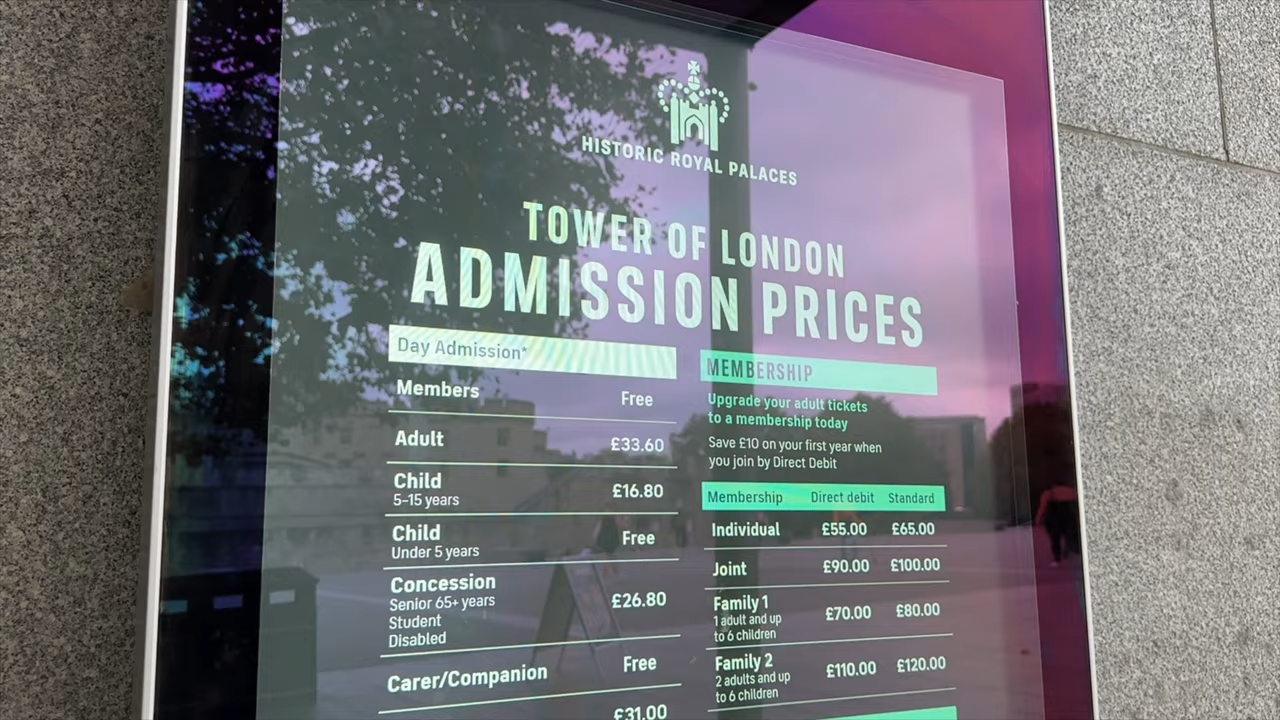 HISTORIC ROYAL PALACES
TOWER OF LONDON
ADMISSION PRICES
Day Admission*
Members Free
Adult £33.60
Child £16.80
5-15 years
Child Free
Under 5 years
Concession £26.80
Senior 65+ years
Student
Disabled
Carer/Companion Free
£31.00
MEMBERSHIP
Upgrade your adult tickets
to a membership today
Save £10 on your first year when
you join by Direct Debit
Membership Direct debit Standard
Individual £55.00 £65.00
Joint £90.00 £100.00
Family 1 £70.00 £80.00
1 adult and up
to 6 children
Family 2 £110.00 £120.00
2 adults and up
to 6 children